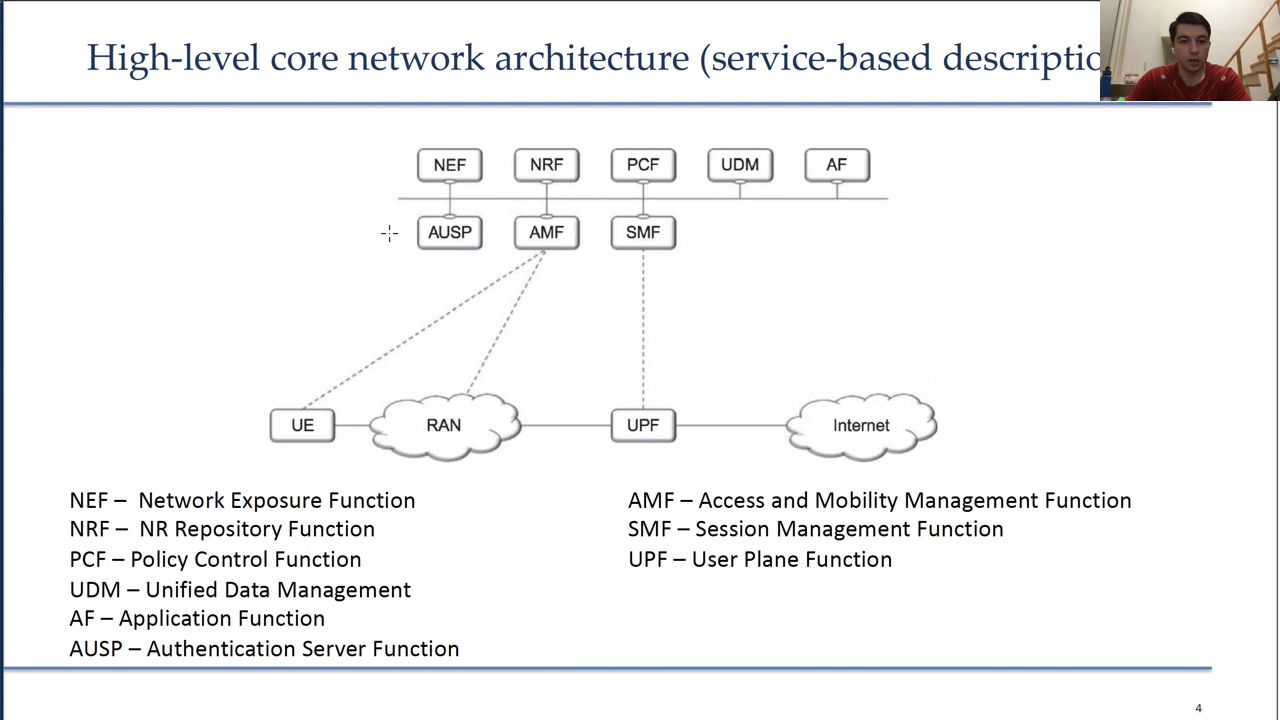 High-level core network architecture (service-based descriptio
NEF NRF PCF UDM AF
AUSP AMF SMF
UE RAN UPF Internet
NEF – Network Exposure Function
NRF – NR Repository Function
PCF – Policy Control Function
UDM – Unified Data Management
AF – Application Function
AUSP – Authentication Server Function
AMF – Access and Mobility Management Function
SMF – Session Management Function
UPF – User Plane Function
4